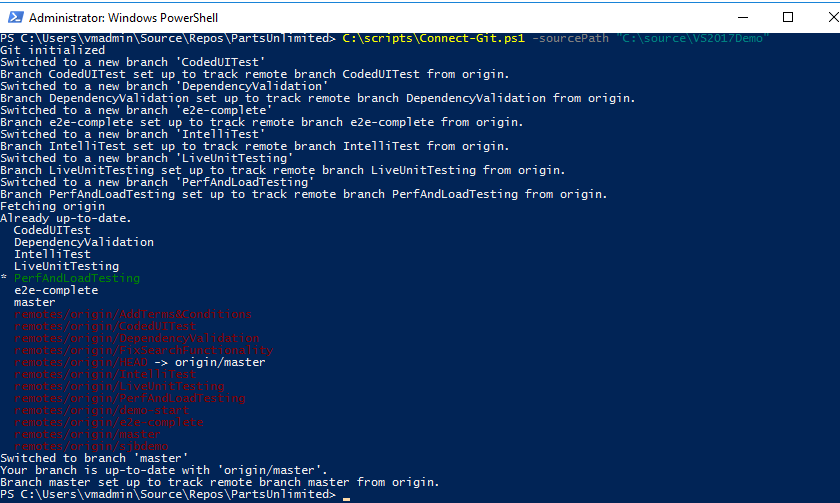 Administrator: Windows PowerShell
PS C:\Users\vmadmin\Source\Repos\PartsUnlimited> C:\scripts\Connect-Git.ps1 -sourcePath "C:\source\VS2017Demo"
Git initialized
Switched to a new branch 'CodedUITest'
Branch CodedUITest set up to track remote branch CodedUITest from origin.
Switched to a new branch 'DependencyValidation'
Branch DependencyValidation set up to track remote branch DependencyValidation from origin.
Switched to a new branch 'e2e-complete'
Branch e2e-complete set up to track remote branch e2e-complete from origin.
Switched to a new branch 'IntelliTest'
Branch IntelliTest set up to track remote branch IntelliTest from origin.
Switched to a new branch 'LiveUnitTesting'
Branch LiveUnitTesting set up to track remote branch LiveUnitTesting from origin.
Switched to a new branch 'PerfAndLoadTesting'
Branch PerfAndLoadTesting set up to track remote branch PerfAndLoadTesting from origin.
Fetching origin
Already up-to-date.
CodedUITest
DependencyValidation
IntelliTest
LiveUnitTesting
* PerfAndLoadTesting
e2e-complete
master
remotes/origin/AddTerms&Conditions
remotes/origin/CodedUITest
remotes/origin/DependencyValidation
remotes/origin/FixSearchFunctionality
remotes/origin/HEAD -> origin/master
remotes/origin/IntelliTest
remotes/origin/LiveUnitTesting
remotes/origin/PerfAndLoadTesting
remotes/origin/demo-start
remotes/origin/e2e-complete
remotes/origin/master
remotes/origin/sjbdemo
Switched to branch 'master'
Your branch is up-to-date with 'origin/master'.
Branch master set up to track remote branch master from origin.
PS C:\Users\vmadmin\Source\Repos\PartsUnlimited>